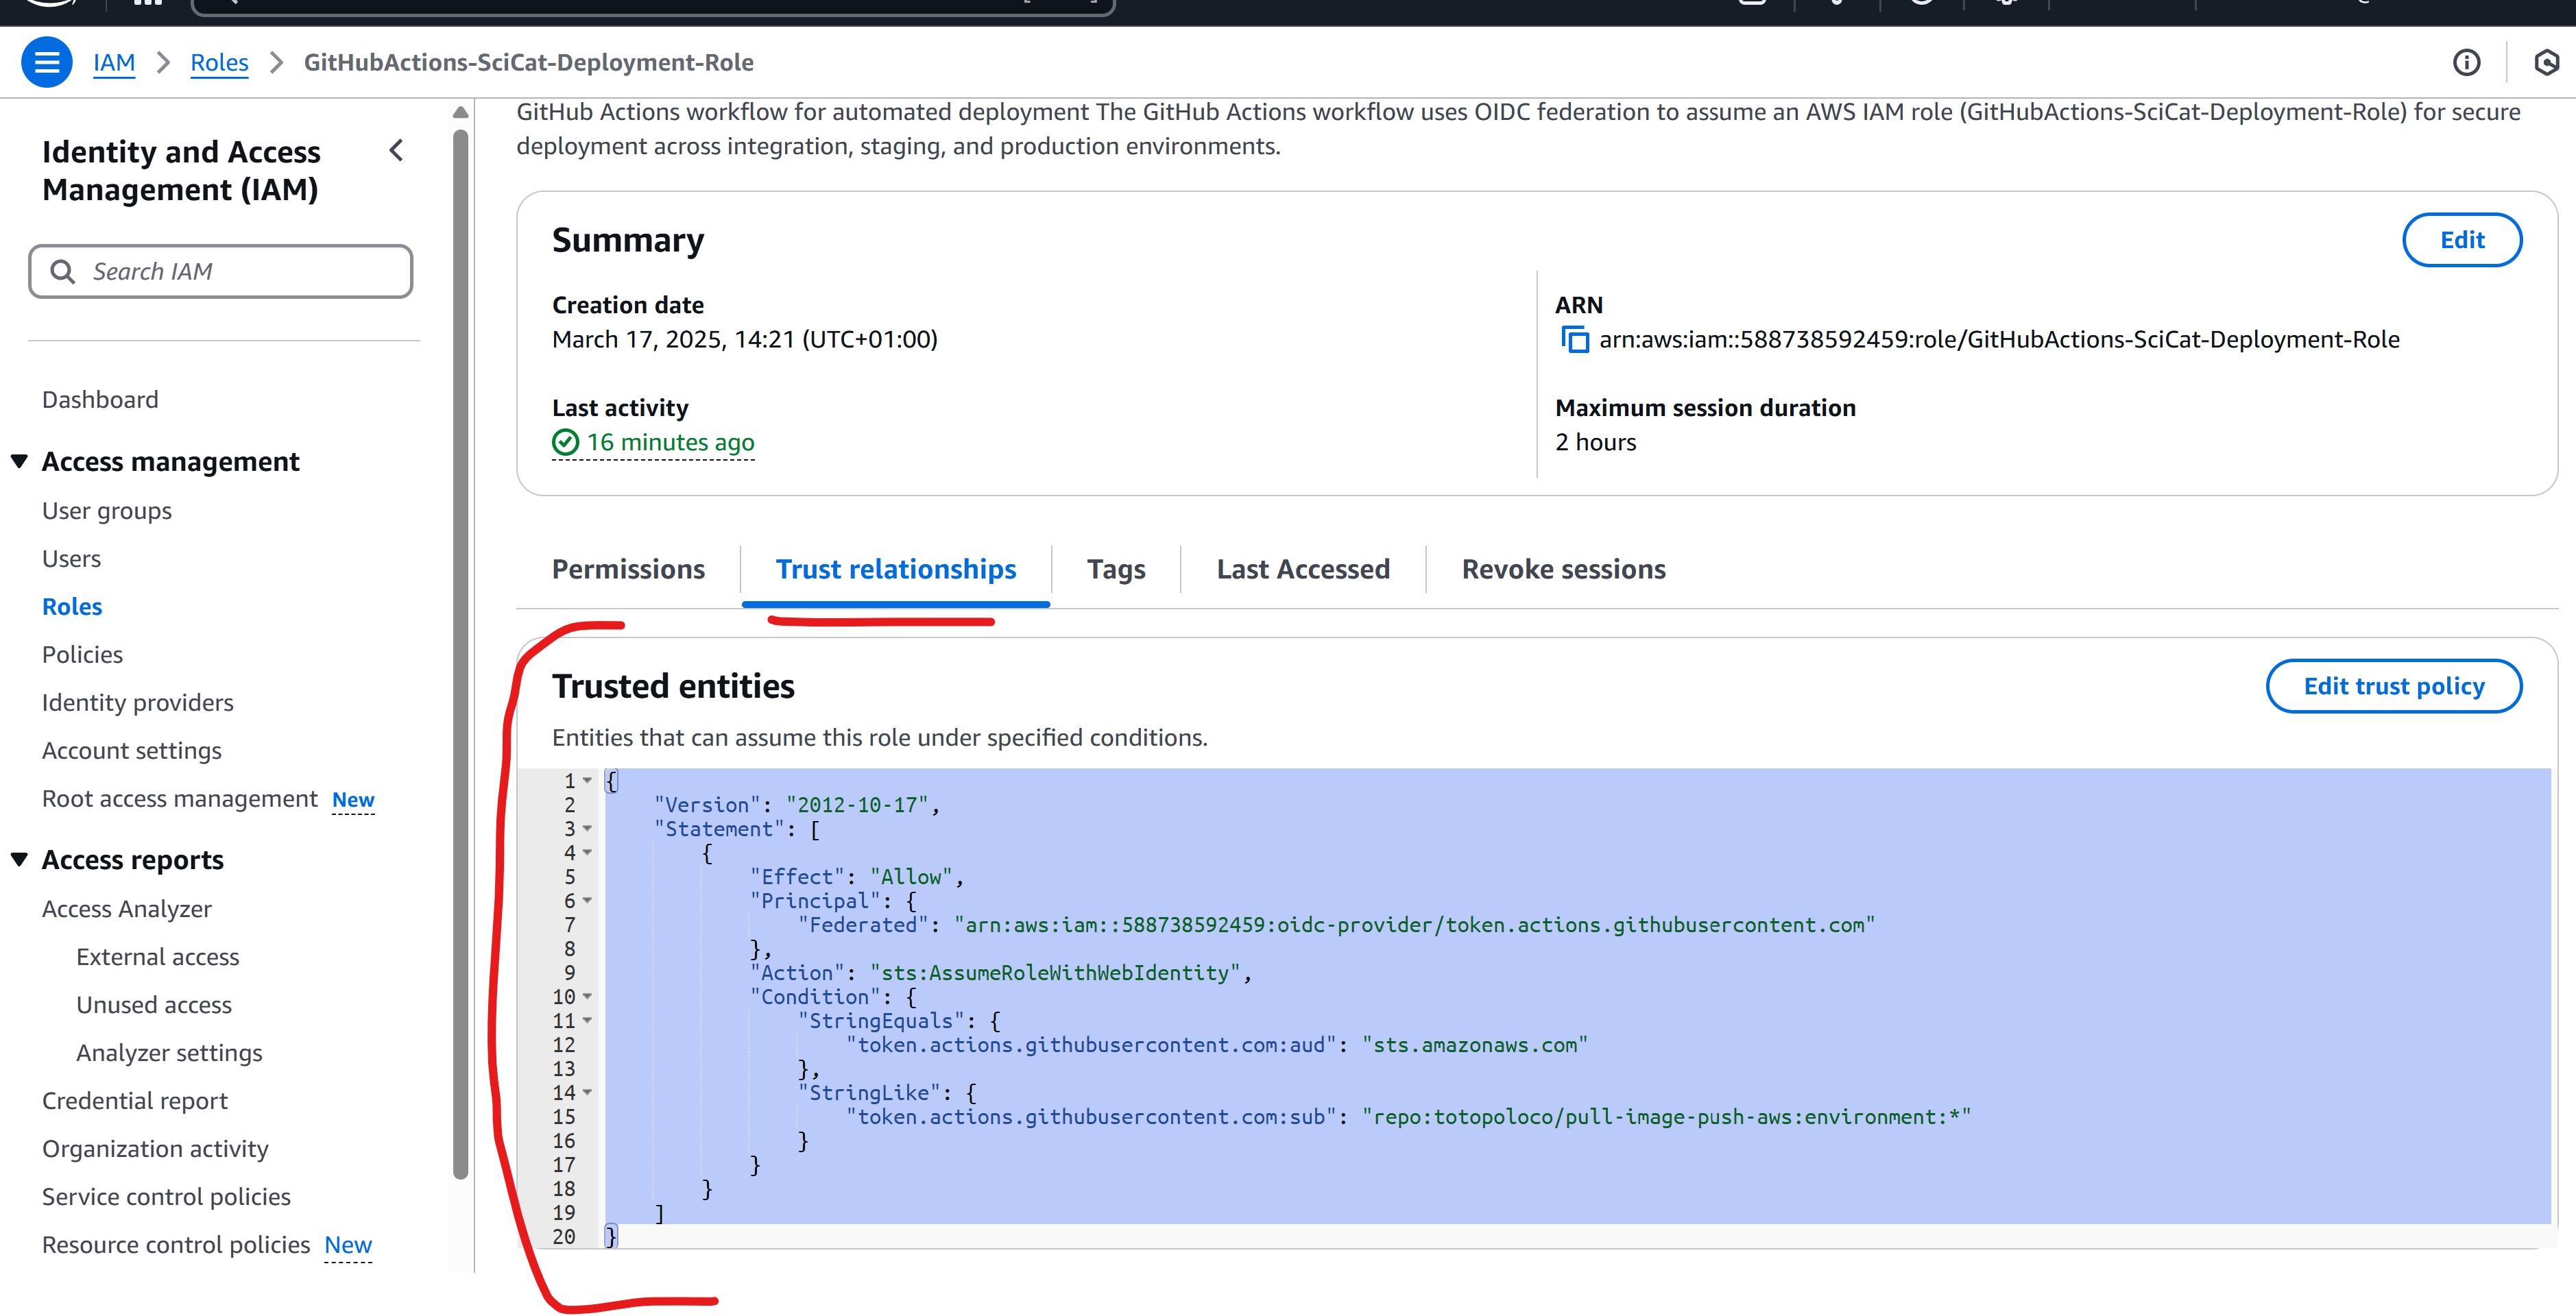 IAM > Roles > GitHubActions-SciCat-Deployment-Role
Identity and Access
Management (IAM)
Search IAM
Dashboard
Access management
User groups
Users
Roles
Policies
Identity providers
Account settings
Root access management New
Access reports
Access Analyzer
External access
Unused access
Analyzer settings
Credential report
Organization activity
Service control policies
Resource control policies New
GitHub Actions workflow for automated deployment The GitHub Actions workflow uses OIDC federation to assume an AWS IAM role (GitHubActions-SciCat-Deployment-Role) for secure
deployment across integration, staging, and production environments.
Summary
Edit
Creation date
March 17, 2025, 14:21 (UTC+01:00)
ARN
arn:aws:iam::588738592459:role/GitHubActions-SciCat-Deployment-Role
Last activity
16 minutes ago
Maximum session duration
2 hours
Permissions
Trust relationships
Tags
Last Accessed
Revoke sessions
Trusted entities
Edit trust policy
Entities that can assume this role under specified conditions.
1 {
2 "Version": "2012-10-17",
3 "Statement": [
4 {
5 "Effect": "Allow",
6 "Principal": {
7 "Federated": "arn:aws:iam::588738592459:oidc-provider/token.actions.githubusercontent.com"
8 },
9 "Action": "sts:AssumeRoleWithWebIdentity",
10 "Condition": {
11 "StringEquals": {
12 "token.actions.githubusercontent.com:aud": "sts.amazonaws.com"
13 },
14 "StringLike": {
15 "token.actions.githubusercontent.com:sub": "repo:totopoloco/pull-image-push-aws:environment:*"
16 }
17 }
18 }
19 ]
20 }